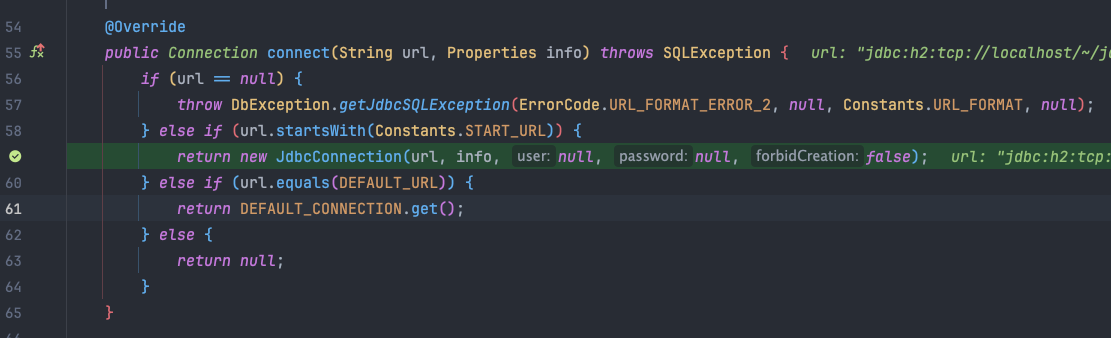 54
@Override
55 public Connection connect(String url, Properties info) throws SQLException { url: "jdbc:h2:tcp://localhost/~/j
56 if (url == null) {
57 throw DbException.getJdbcSQLException(ErrorCode.URL_FORMAT_ERROR_2, null, Constants.URL_FORMAT, null);
58 } else if (url.startsWith(Constants.START_URL)) {
return new JdbcConnection(url, info, user: null, password: null, forbidCreation: false); url: "jdbc:h2:tcp:
60 } else if (url.equals(DEFAULT_URL)) {
61 return DEFAULT_CONNECTION.get();
62 } else {
63 return null;
64 }
65 }